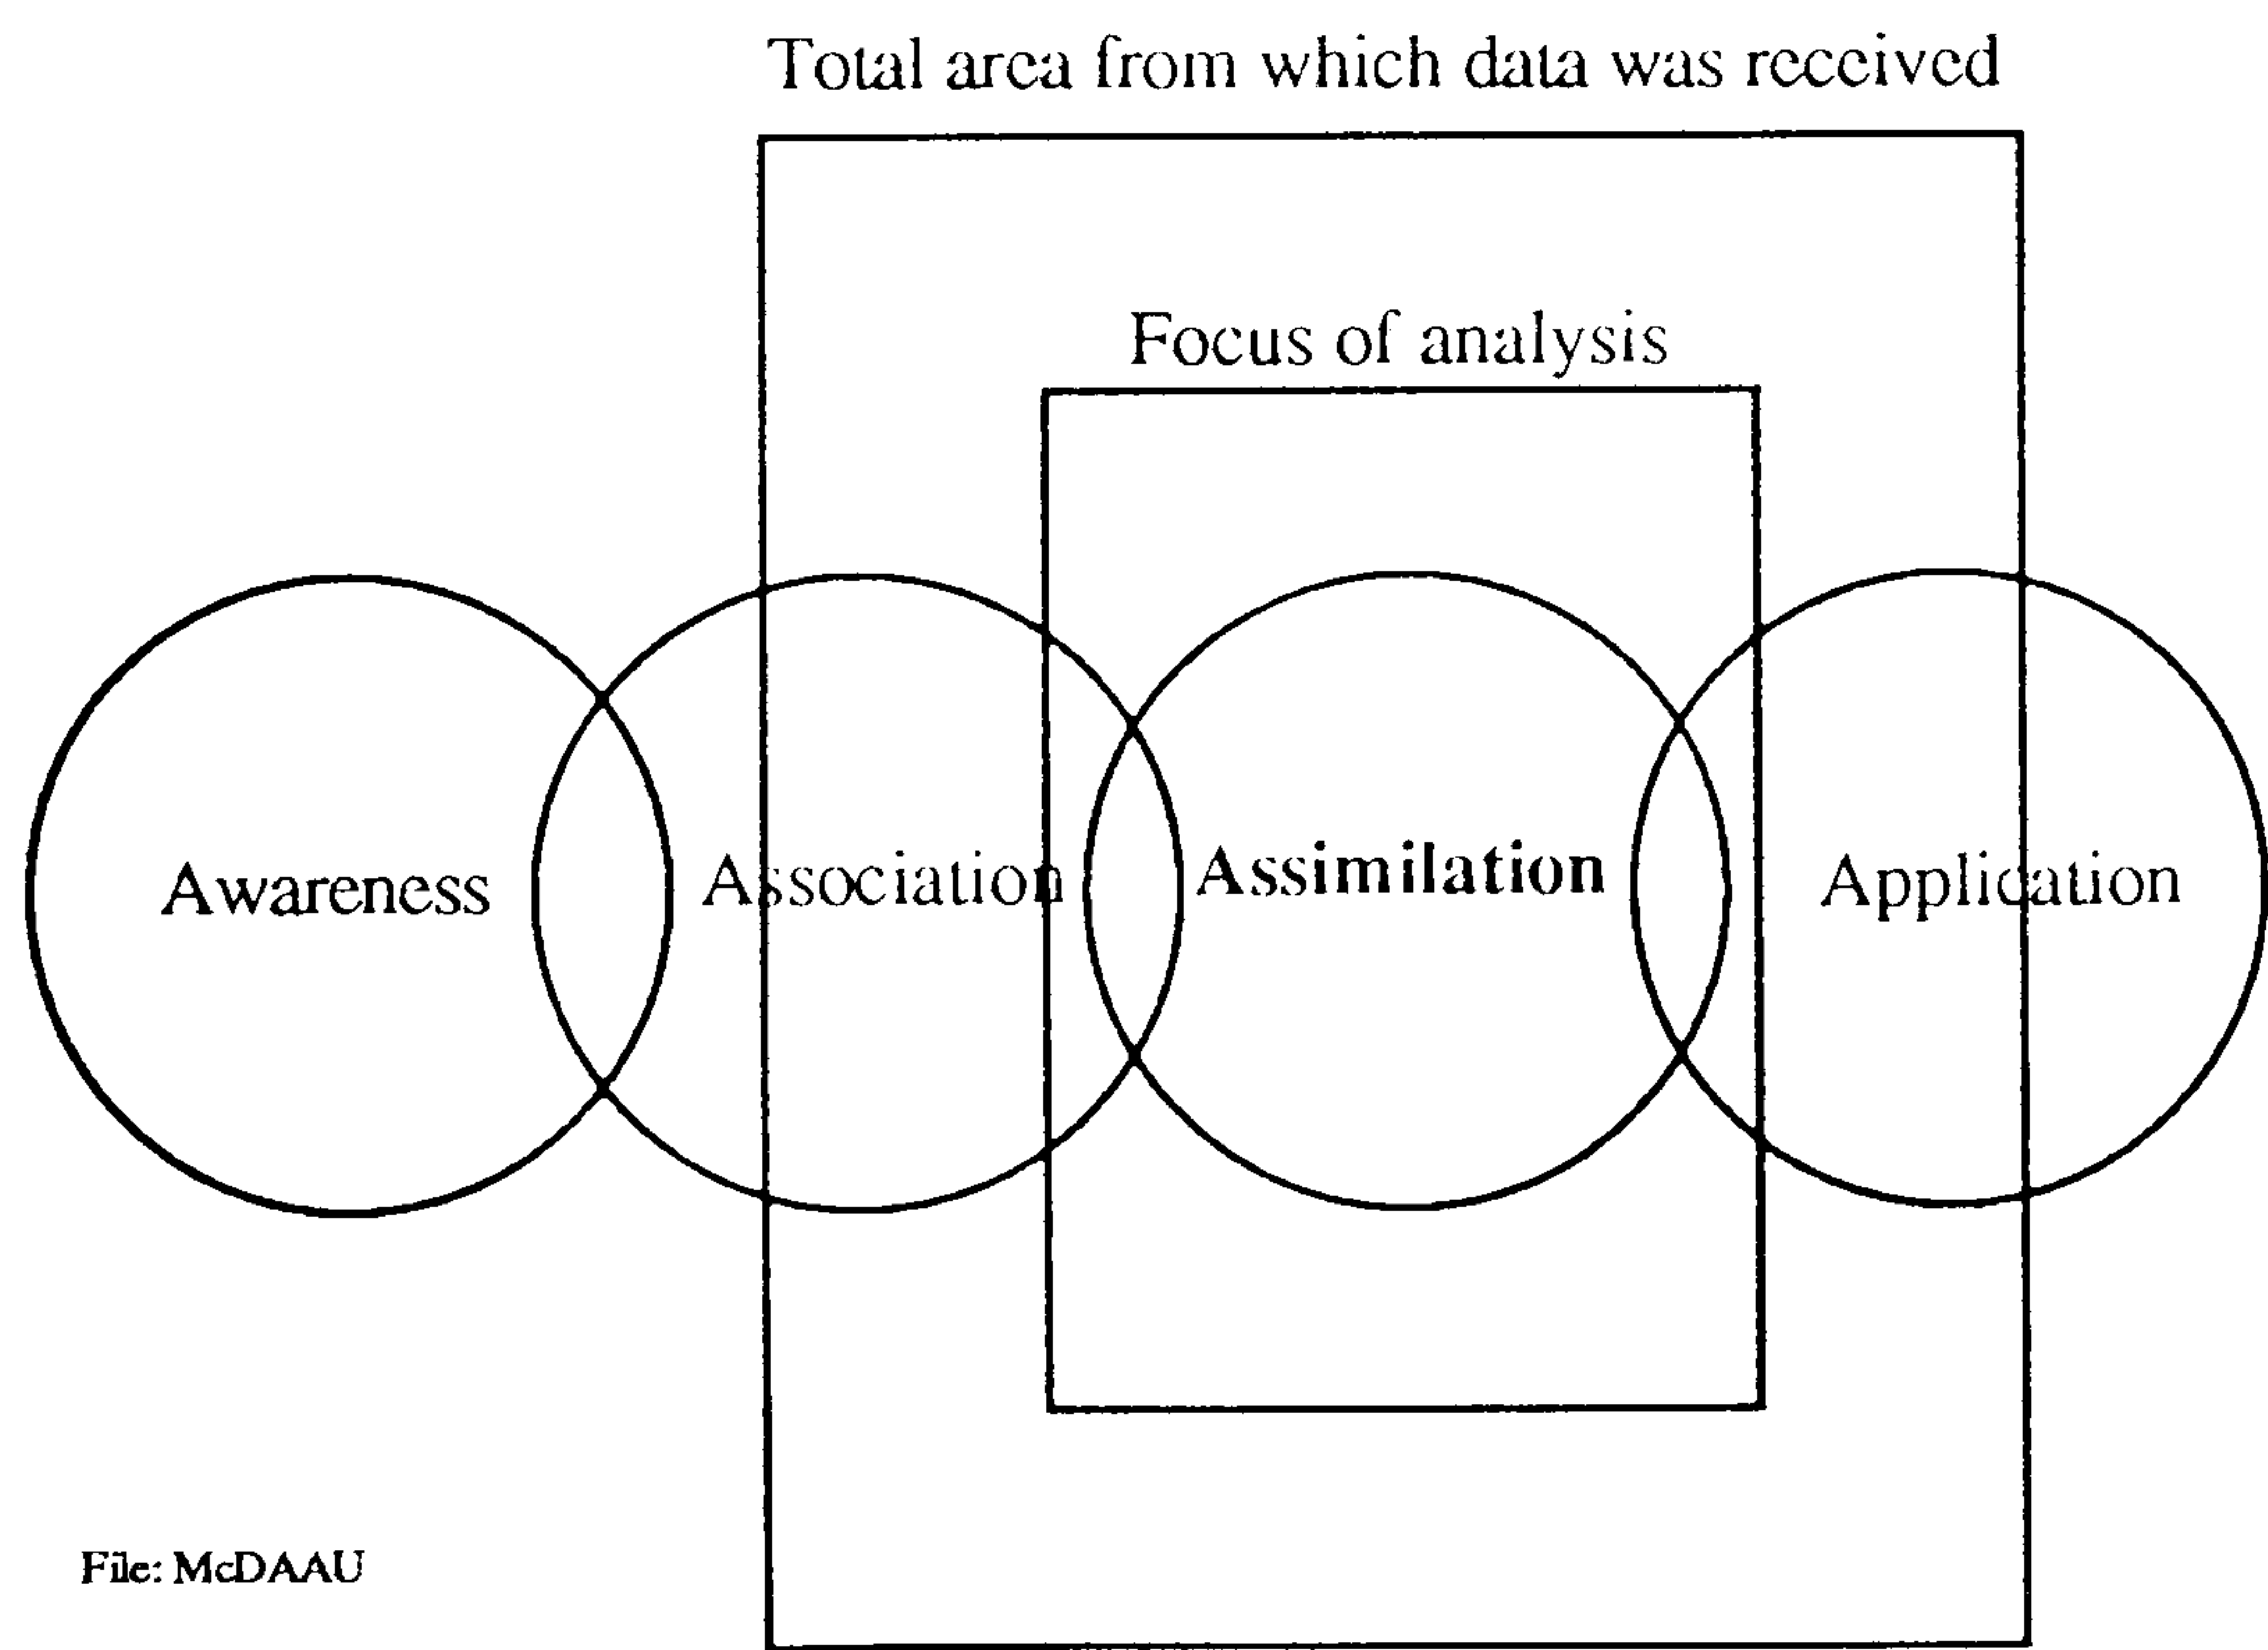 Total area from which data was received
Focus of analysis
Awareness Association Assimilation Application
File: McDAAU